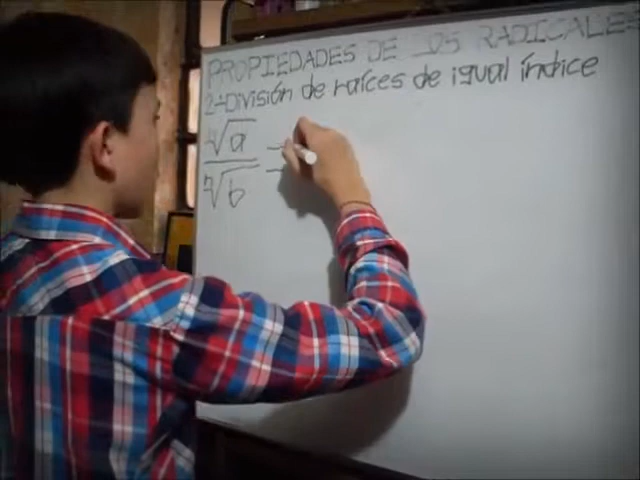 PROPIEDADES DE LOS RADICALES
2-División de raíces de igual índice
ⁿ√a
ⁿ√b =